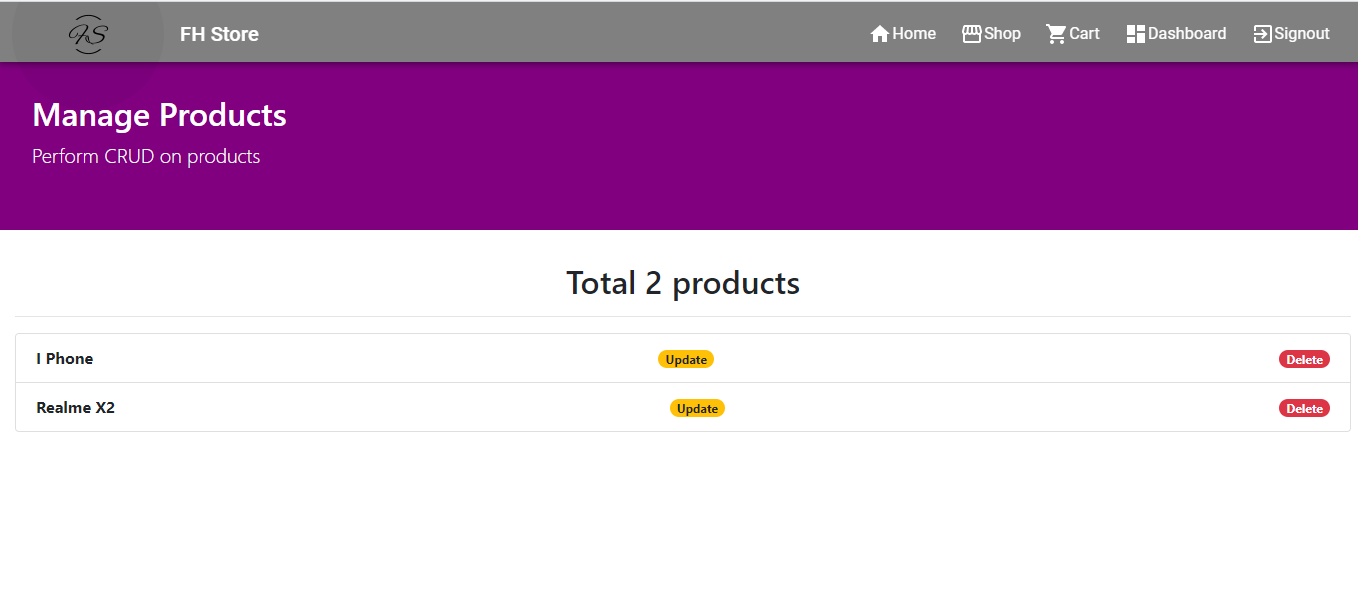 FS FH Store Home Shop Cart Dashboard Signout
Manage Products
Perform CRUD on products
Total 2 products
I Phone Update Delete
Realme X2 Update Delete